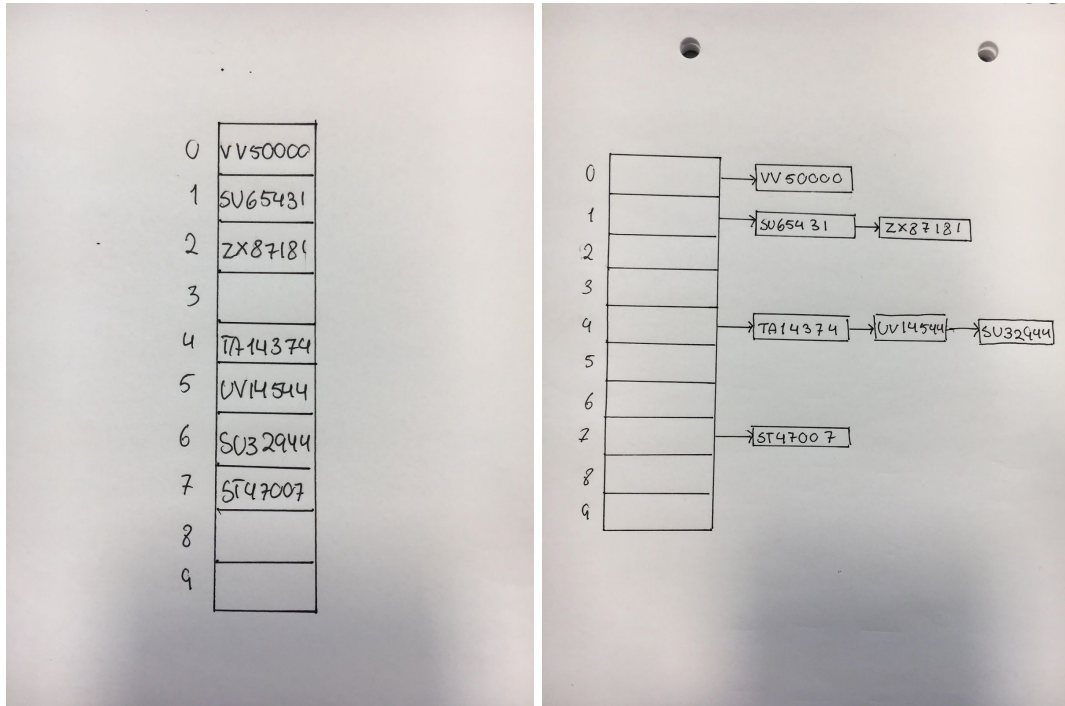 0 VV50000
1 SU65431
2 ZX87181
3
4 TA14374
5 UV14544
6 SU32944
7 ST47007
8
9
0 VV50000
1 SU65431 ZX87181
2
3
4 TA14374 UV14544 SU32944
5
6
7 ST47007
8
9